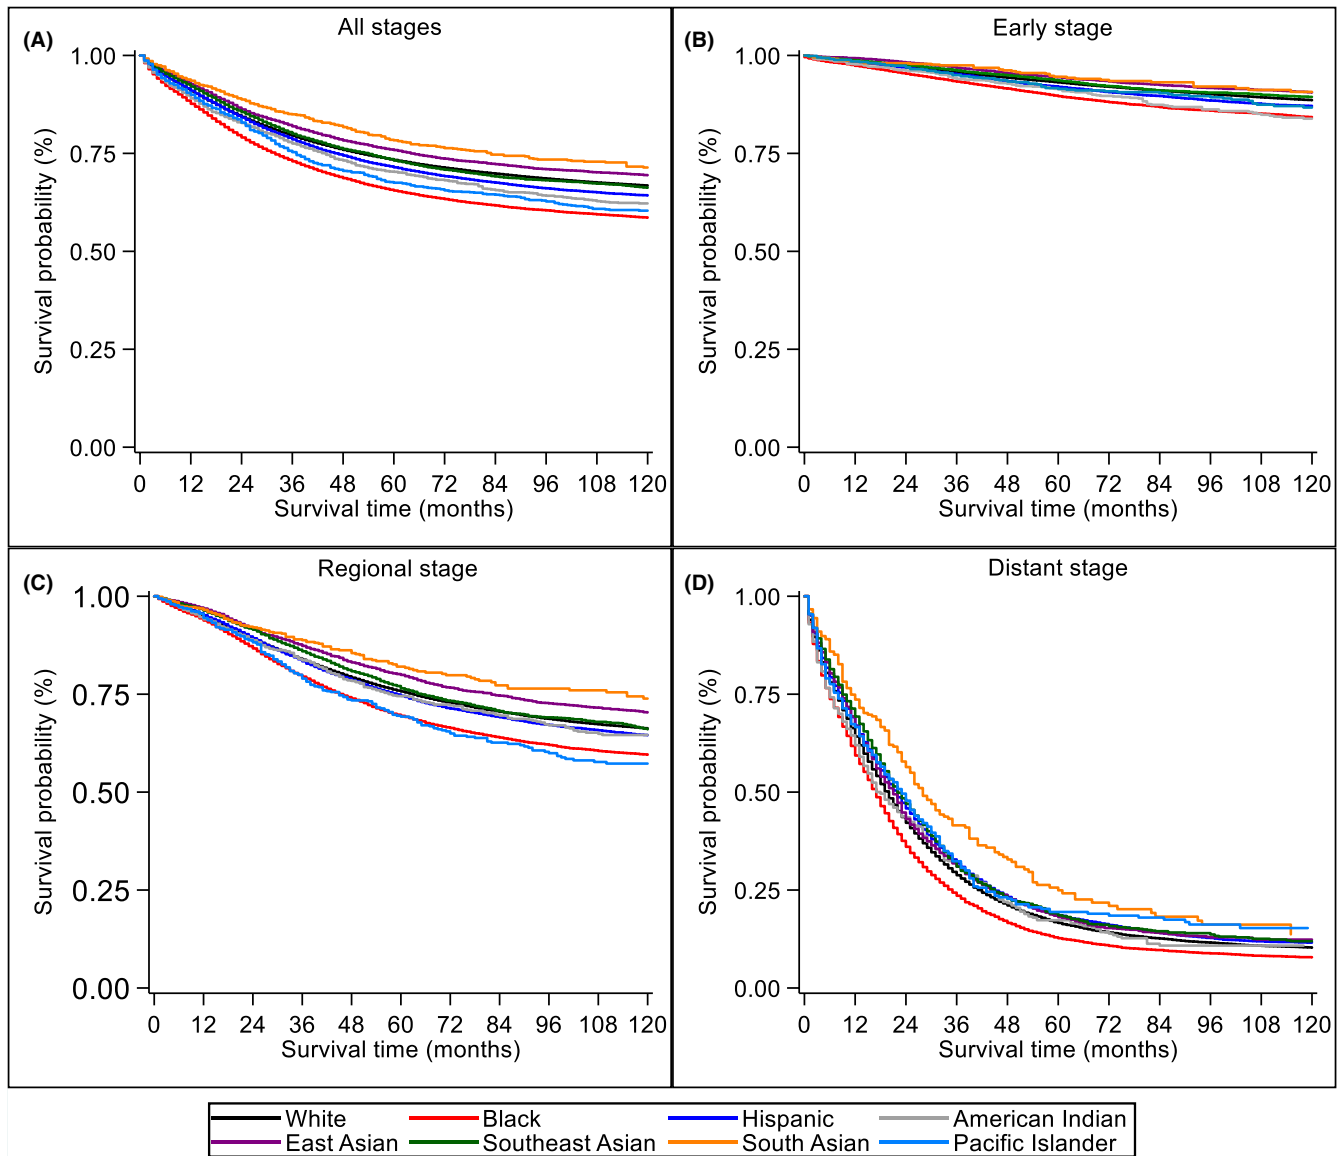 (A)
All stages
1.00
0.75
0.50
0.25
0.00
Survival probability (%)
0 12 24 36 48 60 72 84 96 108 120
Survival time (months)
(B)
Early stage
1.00
0.75
0.50
0.25
0.00
Survival probability (%)
0 12 24 36 48 60 72 84 96 108 120
Survival time (months)
(C)
Regional stage
1.00
0.75
0.50
0.25
0.00
Survival probability (%)
0 12 24 36 48 60 72 84 96 108 120
Survival time (months)
(D)
Distant stage
1.00
0.75
0.50
0.25
0.00
Survival probability (%)
0 12 24 36 48 60 72 84 96 108 120
Survival time (months)
White Black Hispanic American Indian
East Asian Southeast Asian South Asian Pacific Islander